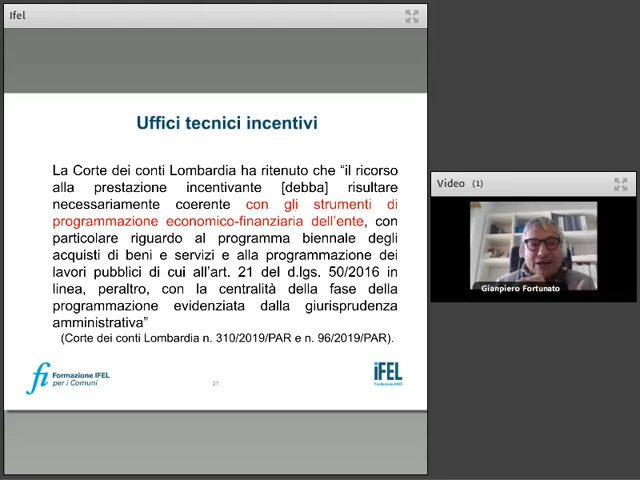 Ifel
Uffici tecnici incentivi
La Corte dei conti Lombardia ha ritenuto che “il ricorso
alla prestazione incentivante [debba] risultare
necessariamente coerente con gli strumenti di
programmazione economico-finanziaria dell’ente, con
particolare riguardo al programma biennale degli
acquisti di beni e servizi e alla programmazione dei
lavori pubblici di cui all’art. 21 del d.lgs. 50/2016 in
linea, peraltro, con la centralità della fase della
programmazione evidenziata dalla giurisprudenza
amministrativa”
(Corte dei conti Lombardia n. 310/2019/PAR e n. 96/2019/PAR).
fi Formazione IFEL
per i Comuni
27
iFEL
Fondazione ANCI
Video (1)
Gianpiero Fortunato